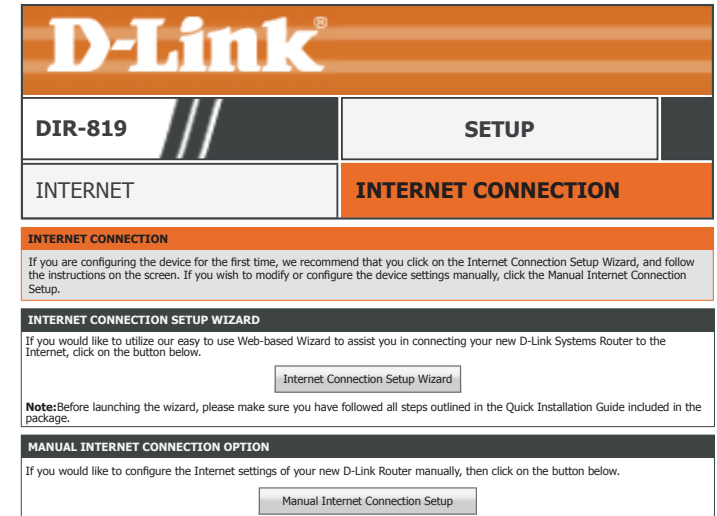 D-Link®
DIR-819
SETUP
INTERNET
INTERNET CONNECTION
INTERNET CONNECTION
If you are configuring the device for the first time, we recommend that you click on the Internet Connection Setup Wizard, and follow
the instructions on the screen. If you wish to modify or configure the device settings manually, click the Manual Internet Connection
Setup.
INTERNET CONNECTION SETUP WIZARD
If you would like to utilize our easy to use Web-based Wizard to assist you in connecting your new D-Link Systems Router to the
Internet, click on the button below.
Internet Connection Setup Wizard
Note:Before launching the wizard, please make sure you have followed all steps outlined in the Quick Installation Guide included in the
package.
MANUAL INTERNET CONNECTION OPTION
If you would like to configure the Internet settings of your new D-Link Router manually, then click on the button below.
Manual Internet Connection Setup